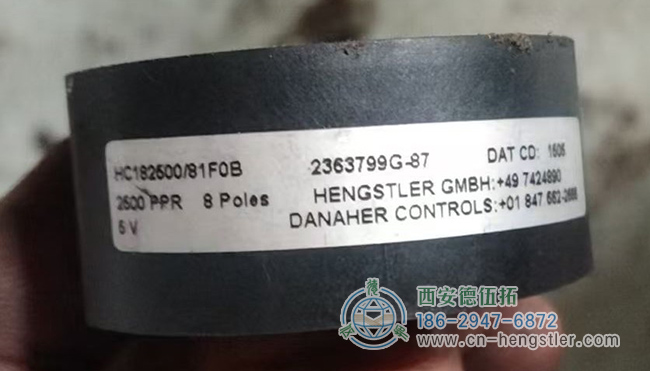 HC182500/81F0B 2363799G-87 DAT CD: 1505
2500 PPR 8 Poles HENGSTLER GMBH:+49 7424890
5 V DANAHER CONTROLS:+01 847 662-2666
西安德伍拓
186-2947-6872
www.cn-hengstler.com